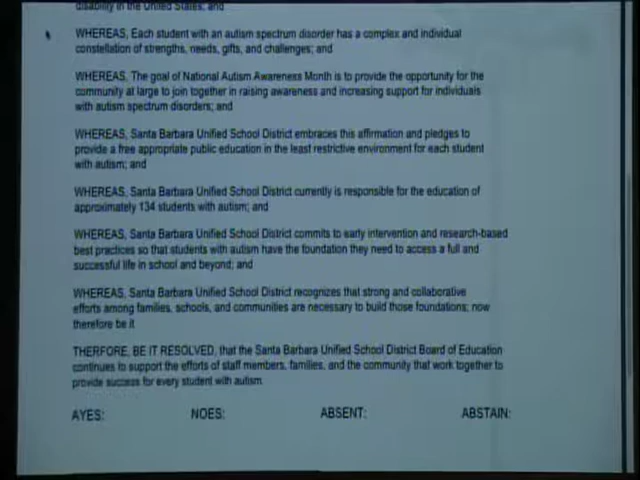 disability in the United States; and
WHEREAS, Each student with an autism spectrum disorder has a complex and individual
constellation of strengths, needs, gifts, and challenges; and
WHEREAS, The goal of National Autism Awareness Month is to provide the opportunity for the
community at large to join together in raising awareness and increasing support for individuals
with autism spectrum disorders; and
WHEREAS, Santa Barbara Unified School District embraces this affirmation and pledges to
provide a free appropriate public education in the least restrictive environment for each student
with autism; and
WHEREAS, Santa Barbara Unified School District currently is responsible for the education of
approximately 134 students with autism; and
WHEREAS, Santa Barbara Unified School District commits to early intervention and research-based
best practices so that students with autism have the foundation they need to access a full and
successful life in school and beyond; and
WHEREAS, Santa Barbara Unified School District recognizes that strong and collaborative
efforts among families, schools, and communities are necessary to build those foundations; now
therefore be it
THERFORE, BE IT RESOLVED, that the Santa Barbara Unified School District Board of Education
continues to support the efforts of staff members, families, and the community that work together to
provide success for every student with autism.
AYES: NOES: ABSENT: ABSTAIN: